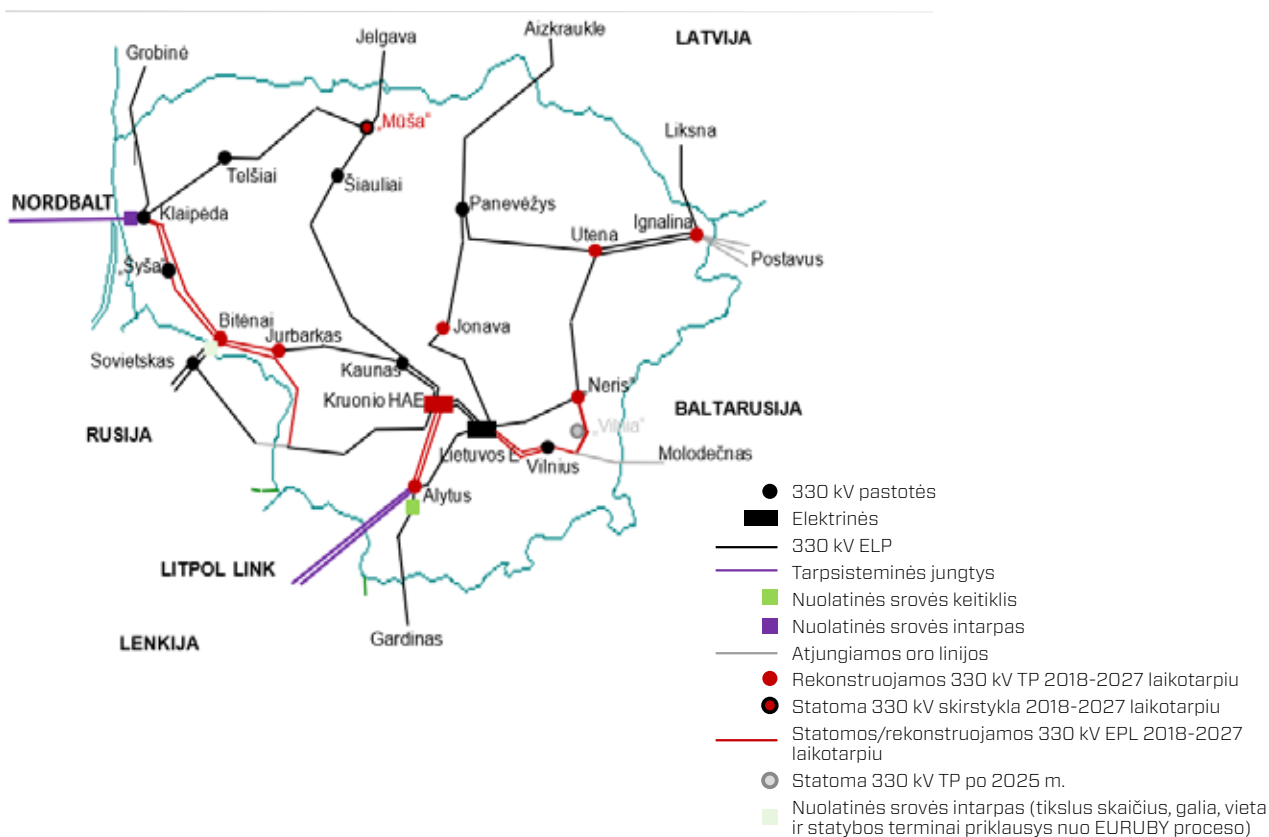 Aizkraukle
Jelgava
LATVIJA
Grobinė
„Mūša“
Liksna
Telšiai
Šiauliai
NORDBALT
Klaipėda
Panevėžys
Ignalina
Utena
Postavus
„Šyša“
Bitėnai
Jurbarkas
Jonava
Sovietskas
Kaunas
„Neris“
Kruonio HAE
BALTARUSIJA
RUSIJA
„Vilnia“
Lietuvos E
Vilnius
Molodečnas
Alytus
LITPOL LINK
Gardinas
LENKIJA
330 kV pastotės
Elektrinės
330 kV ELP
Tarpsisteminės jungtys
Nuolatinės srovės keitiklis
Nuolatinės srovės intarpas
Atjungiamos oro linijos
Rekonstruojamos 330 kV TP 2018-2027 laikotarpiu
Statoma 330 kV skirstykla 2018-2027 laikotarpiu
Statomos/rekonstruojamos 330 kV EPL 2018-2027
laikotarpiu
Statoma 330 kV TP po 2025 m.
Nuolatinės srovės intarpas (tikslus skaičius, galia, vieta
ir statybos terminai priklausys nuo EURUBY proceso)